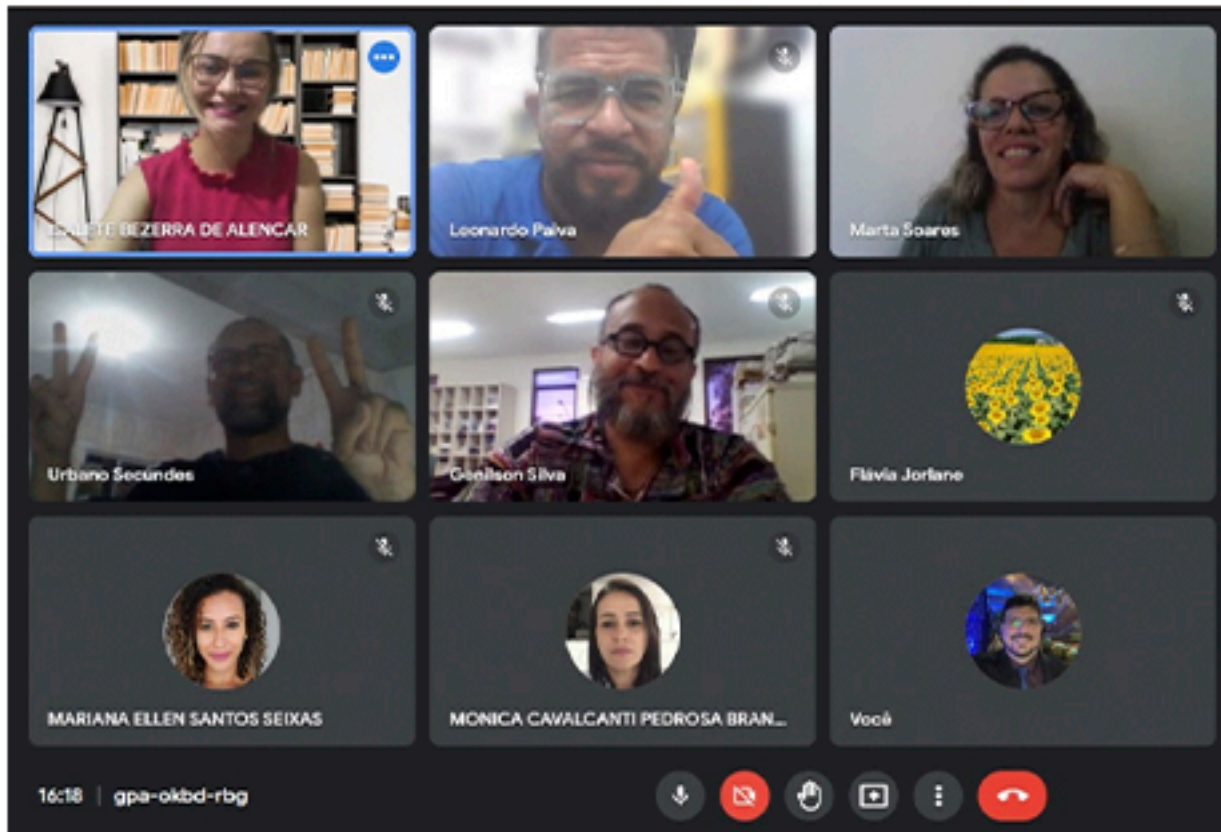 BEZERRA DE ALENCAR
Leonardo Paiva
Marta Soares
Urbano Secundes
Genilson Silva
Flávia Jorlane
MARIANA ELLEN SANTOS SEIXAS
MONICA CAVALCANTI PEDROSA BRAN...
Você
16:18 | gpa-okbd-rbg